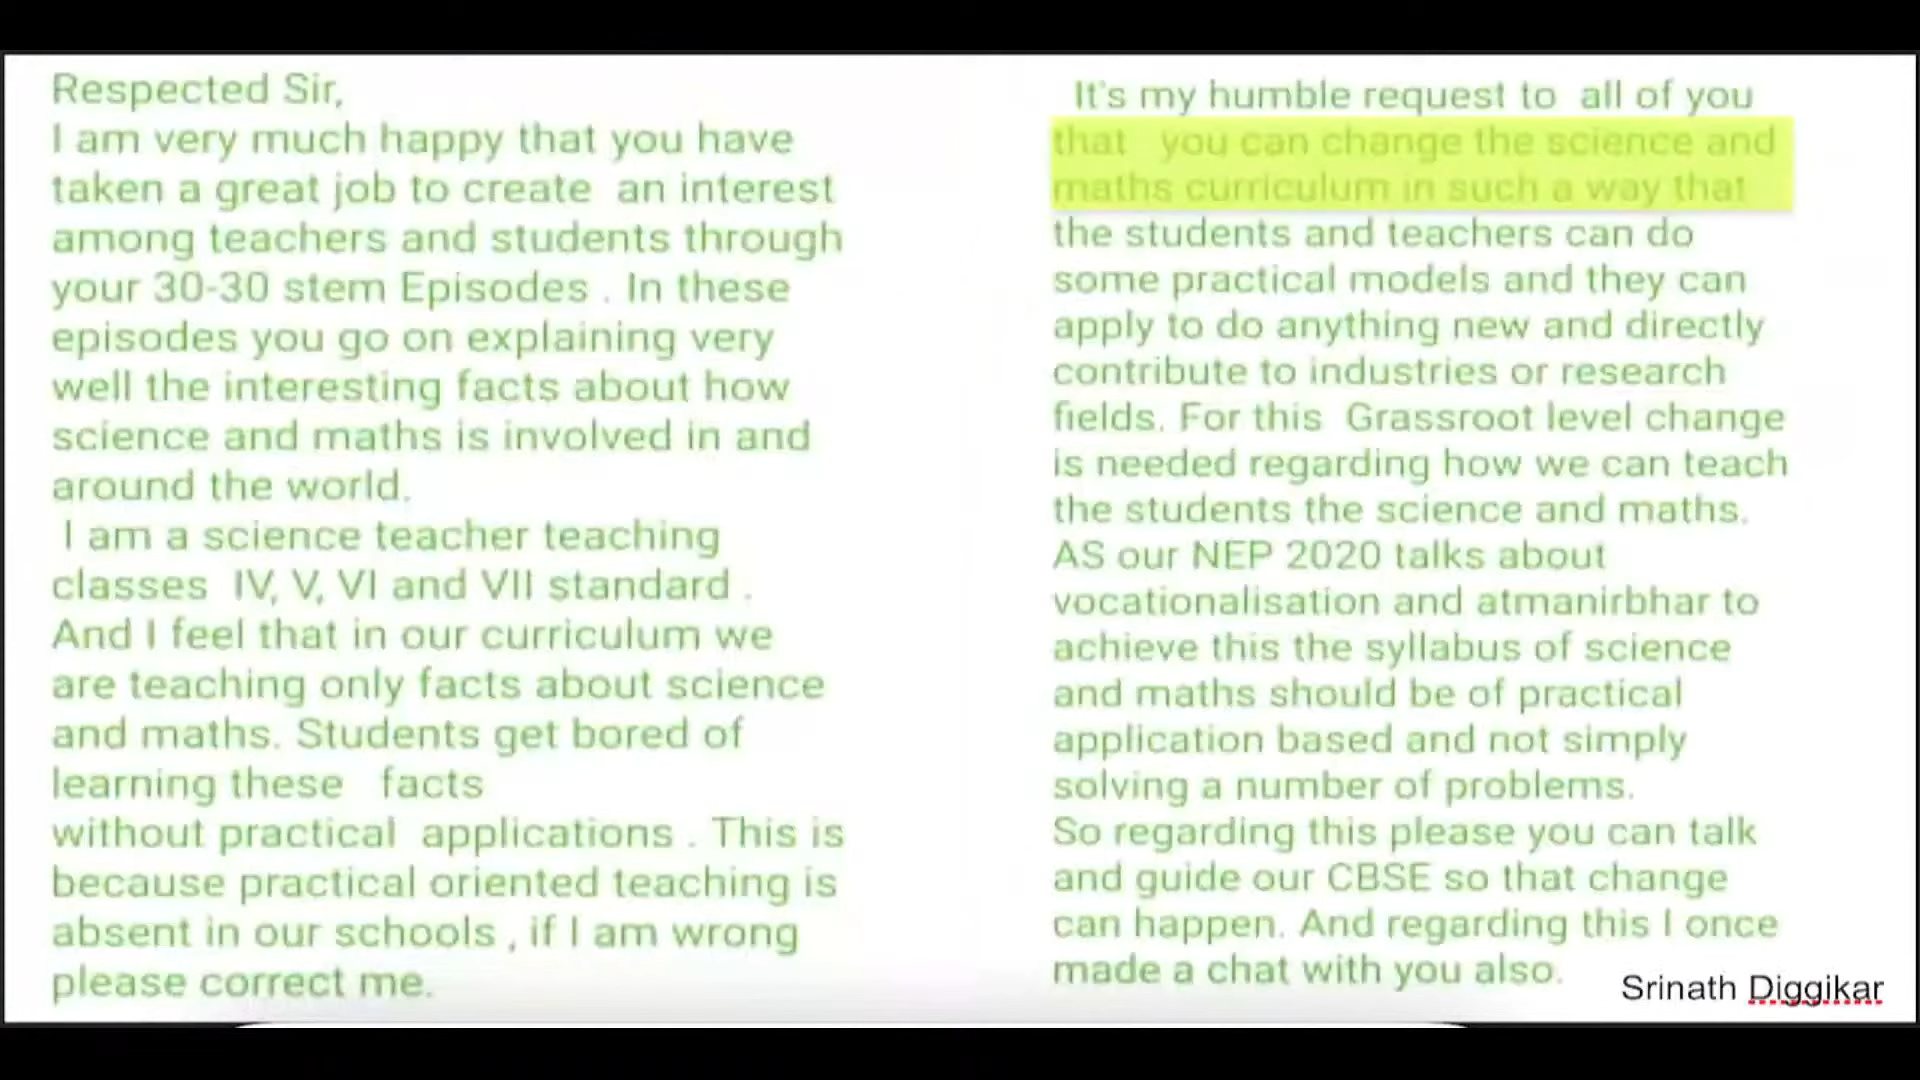 Respected Sir,
I am very much happy that you have
taken a great job to create an interest
among teachers and students through
your 30-30 stem Episodes . In these
episodes you go on explaining very
well the interesting facts about how
science and maths is involved in and
around the world.
I am a science teacher teaching
classes IV, V, VI and VII standard .
And I feel that in our curriculum we
are teaching only facts about science
and maths. Students get bored of
learning these facts
without practical applications . This is
because practical oriented teaching is
absent in our schools , if I am wrong
please correct me.
It's my humble request to all of you
that you can change the science and
maths curriculum in such a way that
the students and teachers can do
some practical models and they can
apply to do anything new and directly
contribute to industries or research
fields. For this Grassroot level change
is needed regarding how we can teach
the students the science and maths.
AS our NEP 2020 talks about
vocationalisation and atmanirbhar to
achieve this the syllabus of science
and maths should be of practical
application based and not simply
solving a number of problems.
So regarding this please you can talk
and guide our CBSE so that change
can happen. And regarding this I once
made a chat with you also.
Srinath Diggikar